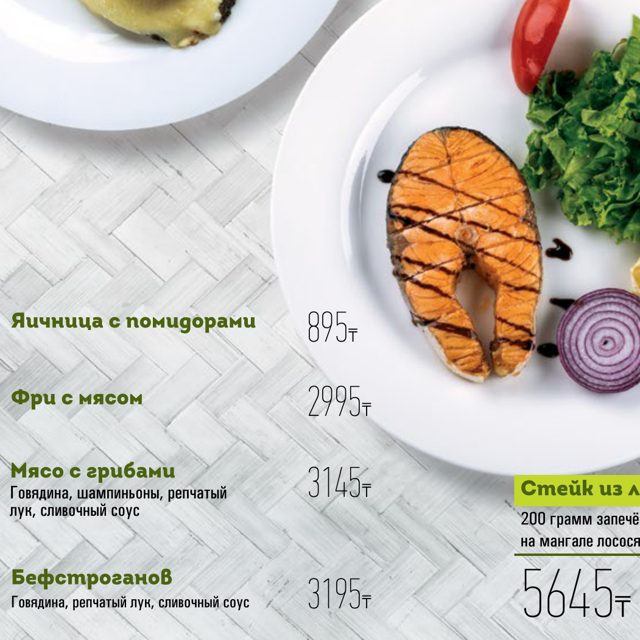 Яичница с помидорами 895₸
Фри с мясом 2995₸
Мясо с грибами 3145₸
Говядина, шампиньоны, репчатый
лук, сливочный соус
Бефстроганов 3195₸
Говядина, репчатый лук, сливочный соус
Стейк из
200 грамм
на мангале лосося
5645₸